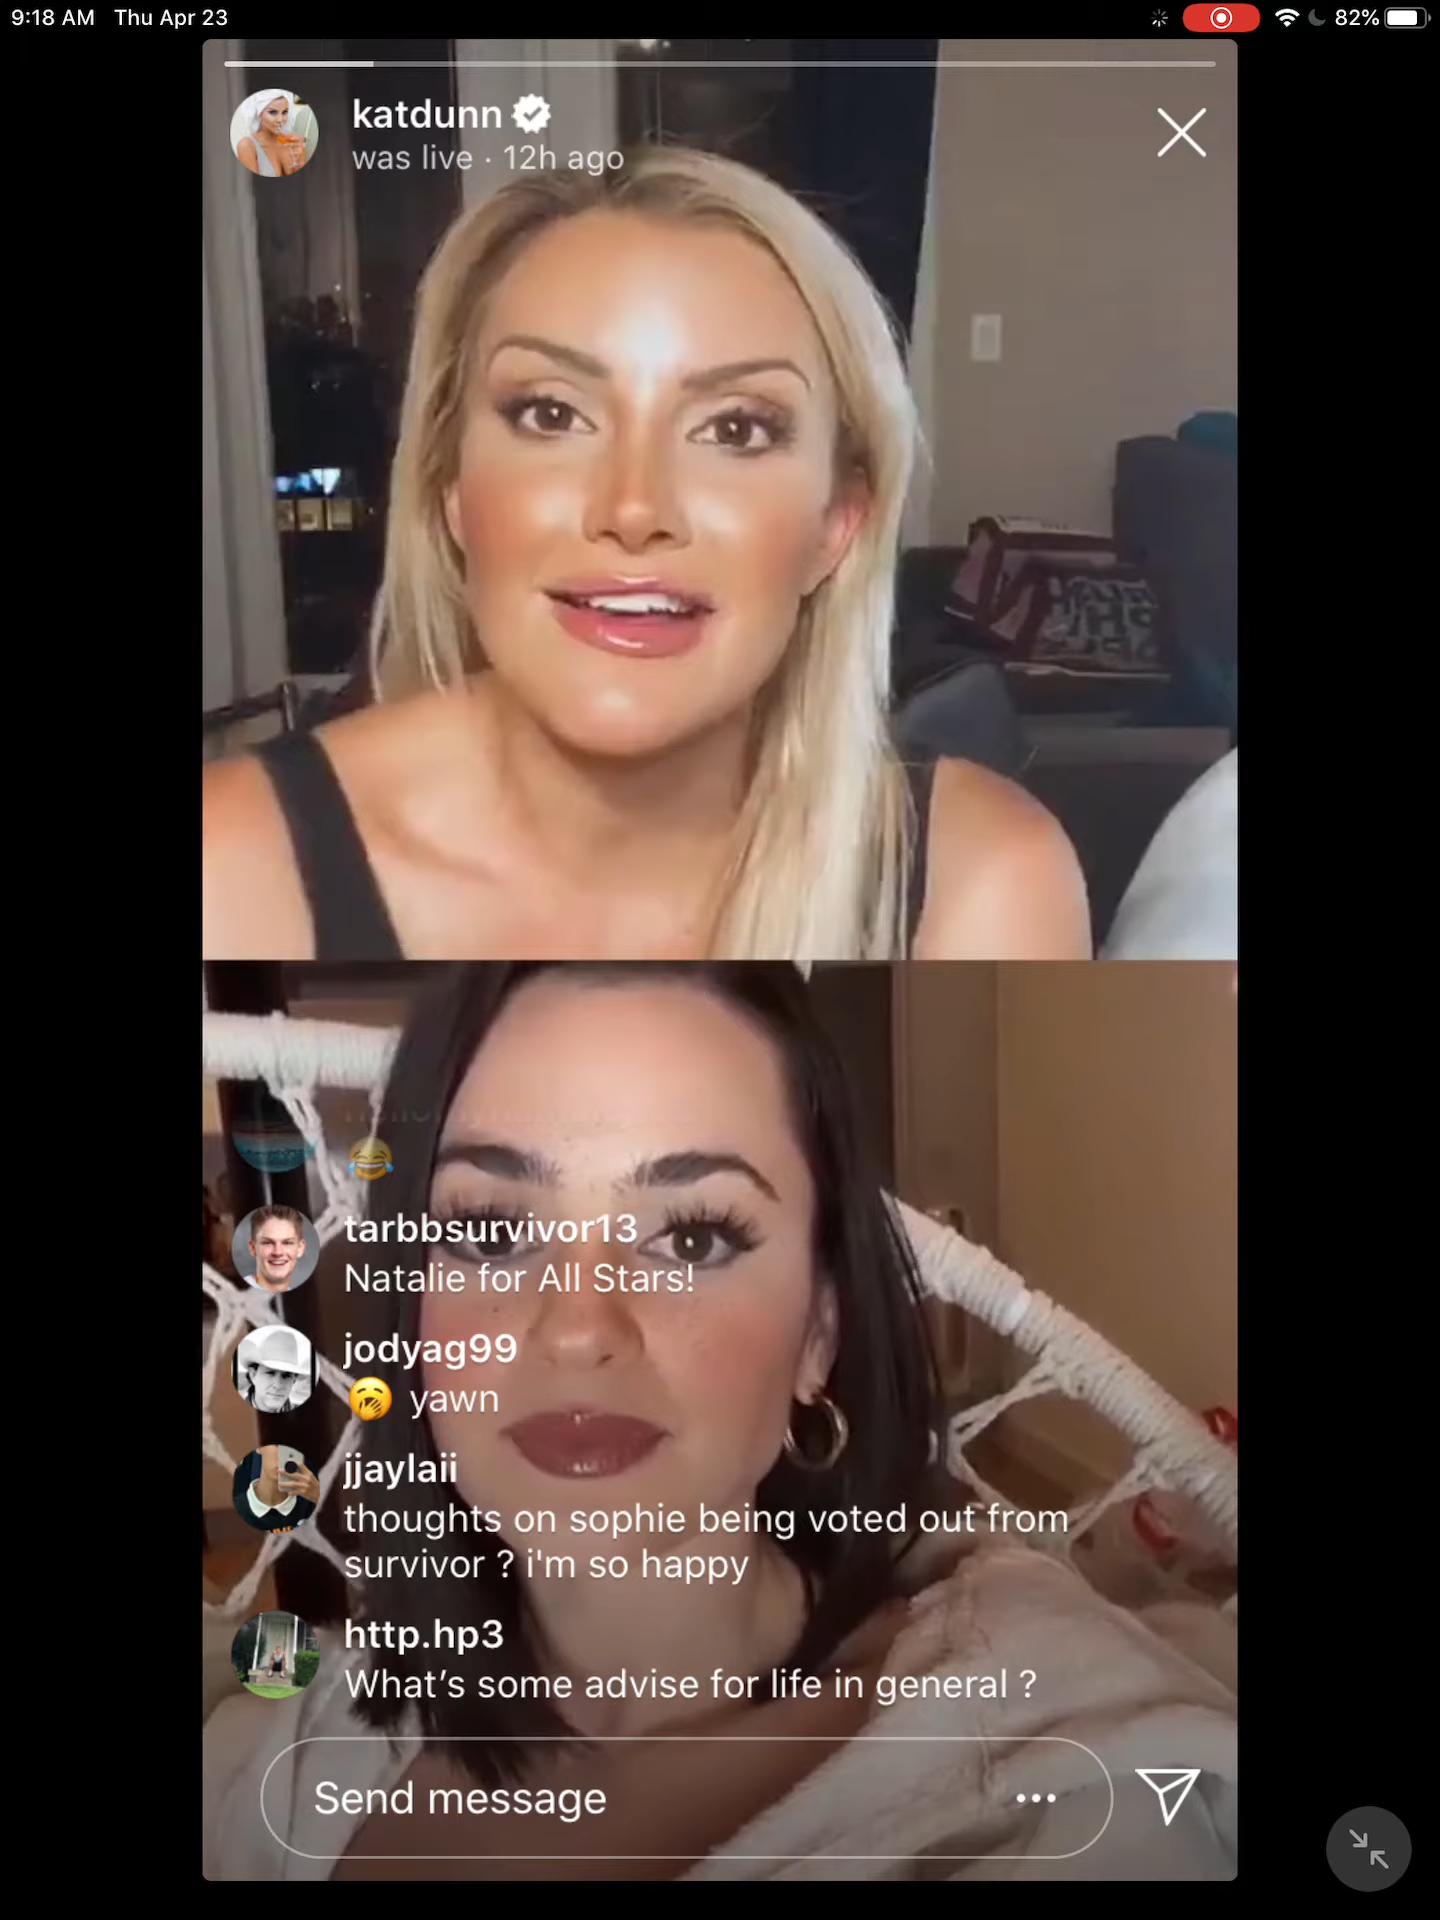 9:18 AM Thu Apr 23
82%
katdunn
was live · 12h ago
😂
tarbbsurvivor13
Natalie for All Stars!
jodyag99
🥱 yawn
jjaylaii
thoughts on sophie being voted out from
survivor ? i'm so happy
http.hp3
What's some advise for life in general ?
Send message